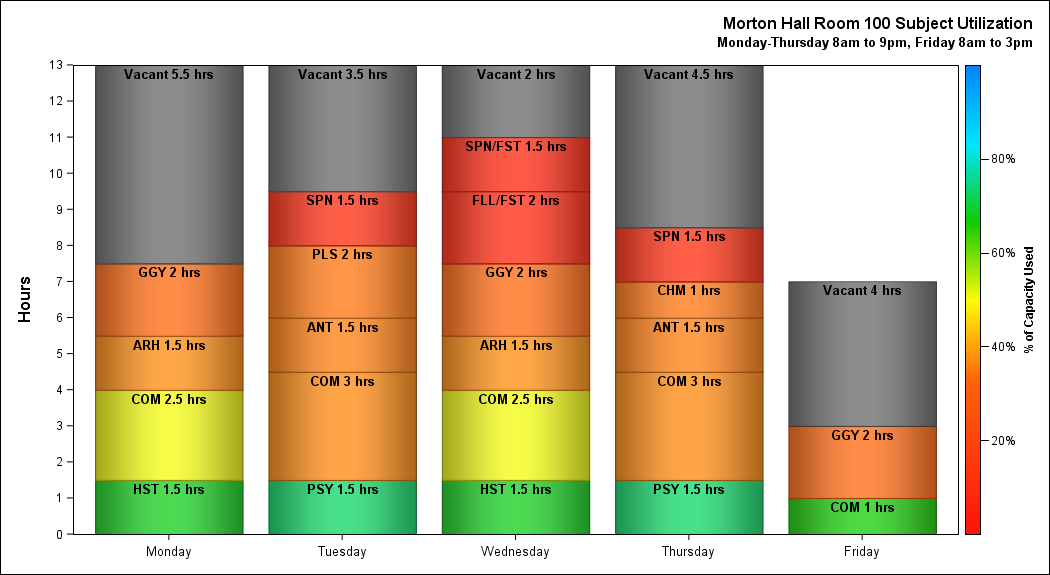 Morton Hall Room 100 Subject Utilization
Monday-Thursday 8am to 9pm, Friday 8am to 3pm
Hours
13
12
11
10
9
8
7
6
5
4
3
2
1
0
Vacant 5.5 hrs
GGY 2 hrs
ARH 1.5 hrs
COM 2.5 hrs
HST 1.5 hrs
Monday
Vacant 3.5 hrs
SPN 1.5 hrs
PLS 2 hrs
ANT 1.5 hrs
COM 3 hrs
PSY 1.5 hrs
Tuesday
Vacant 2 hrs
SPN/FST 1.5 hrs
FLL/FST 2 hrs
GGY 2 hrs
ARH 1.5 hrs
COM 2.5 hrs
HST 1.5 hrs
Wednesday
Vacant 4.5 hrs
SPN 1.5 hrs
CHM 1 hrs
ANT 1.5 hrs
COM 3 hrs
PSY 1.5 hrs
Thursday
Vacant 4 hrs
GGY 2 hrs
COM 1 hrs
Friday
80%
60%
40%
20%
% of Capacity Used